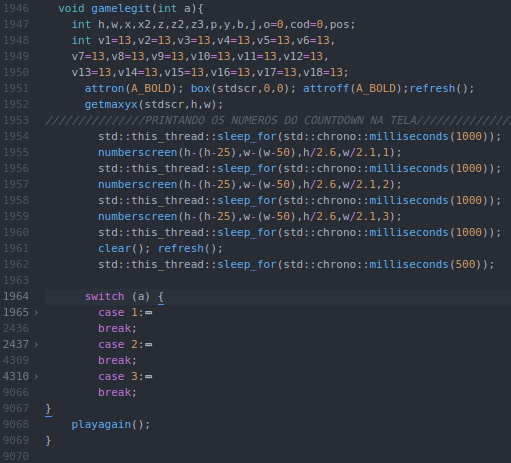 1946 void gamelegit(int a){
1947 int h,w,x,x2,z,z2,z3,p,y,b,j,o=0,cod=0,pos;
1948 int v1=13,v2=13,v3=13,v4=13,v5=13,v6=13,
1949 v7=13,v8=13,v9=13,v10=13,v11=13,v12=13,
1950 v13=13,v14=13,v15=13,v16=13,v17=13,v18=13;
1951 attron(A_BOLD); box(stdscr,0,0); attroff(A_BOLD);refresh();
1952 getmaxyx(stdscr,h,w);
1953 ///////////////PRINTANDO OS NUMEROS DO COUNTDOWN NA TELA//////////////
1954 std::this_thread::sleep_for(std::chrono::milliseconds(1000));
1955 numberscreen(h-(h-25),w-(w-50),h/2.6,w/2.1,1);
1956 std::this_thread::sleep_for(std::chrono::milliseconds(1000));
1957 numberscreen(h-(h-25),w-(w-50),h/2.6,w/2.1,2);
1958 std::this_thread::sleep_for(std::chrono::milliseconds(1000));
1959 numberscreen(h-(h-25),w-(w-50),h/2.6,w/2.1,3);
1960 std::this_thread::sleep_for(std::chrono::milliseconds(1000));
1961 clear(); refresh();
1962 std::this_thread::sleep_for(std::chrono::milliseconds(500));
1963
1964 switch (a) {
1965 › case 1:
2436 break;
2437 › case 2:
4309 break;
4310 › case 3:
9066 break;
9067 }
9068 playagain();
9069 }
9070